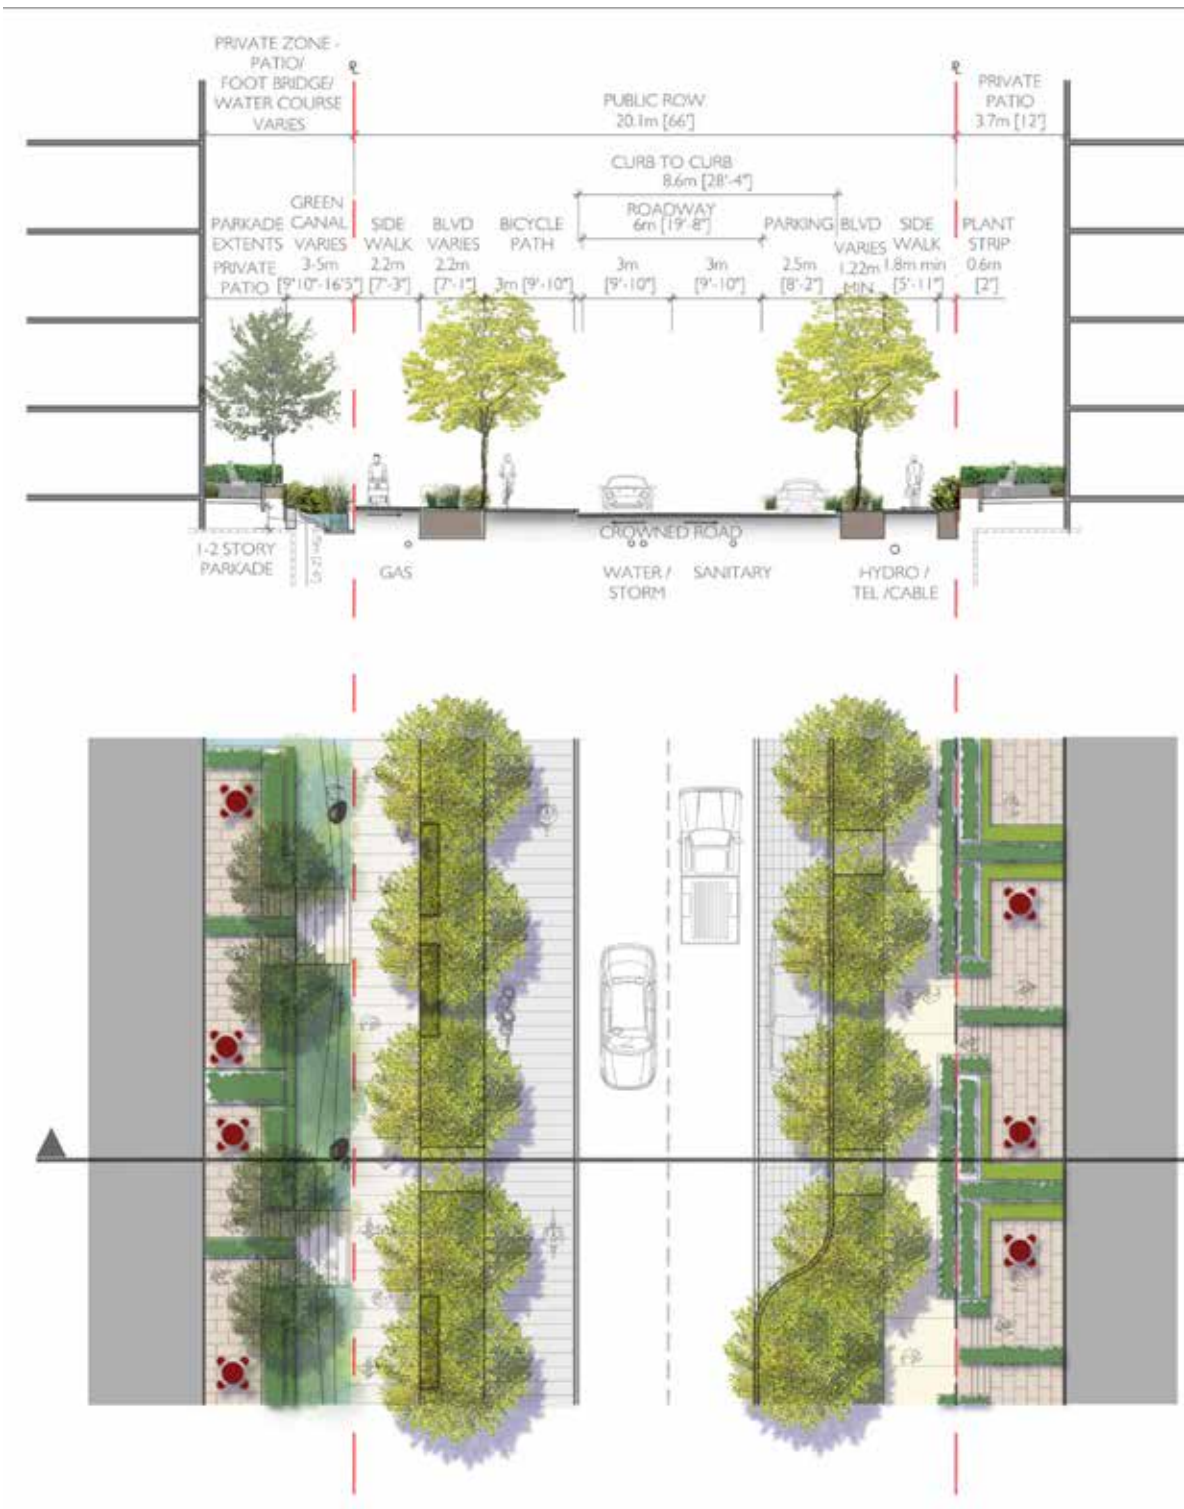 PRIVATE ZONE -
PATIO/
FOOT BRIDGE/
WATER COURSE
VARIES
PUBLIC ROW
20.1m [66']
PRIVATE
PATIO
3.7m [12']
CURB TO CURB
8.6m [28'-4"]
PARKADE
EXTENTS
PRIVATE
PATIO
GREEN
CANAL
VARIES
3-5m
[9'10"-16'5"]
SIDE
WALK
2.2m
[7'-3"]
BLVD
VARIES
2.2m
[7'-1"]
BICYCLE
PATH
3m [9'-10"]
ROADWAY
6m [19'-8"]
3m
[9'-10"]
3m
[9'-10"]
PARKING
2.5m
[8'-2"]
BLVD
VARIES
1.22m
MIN
SIDE
WALK
1.8m min
[5'-11"]
PLANT
STRIP
0.6m
[2"]
1-2 STORY
PARKADE
GAS
CROWNED ROAD
WATER /
STORM
SANITARY
HYDRO /
TEL /CABLE